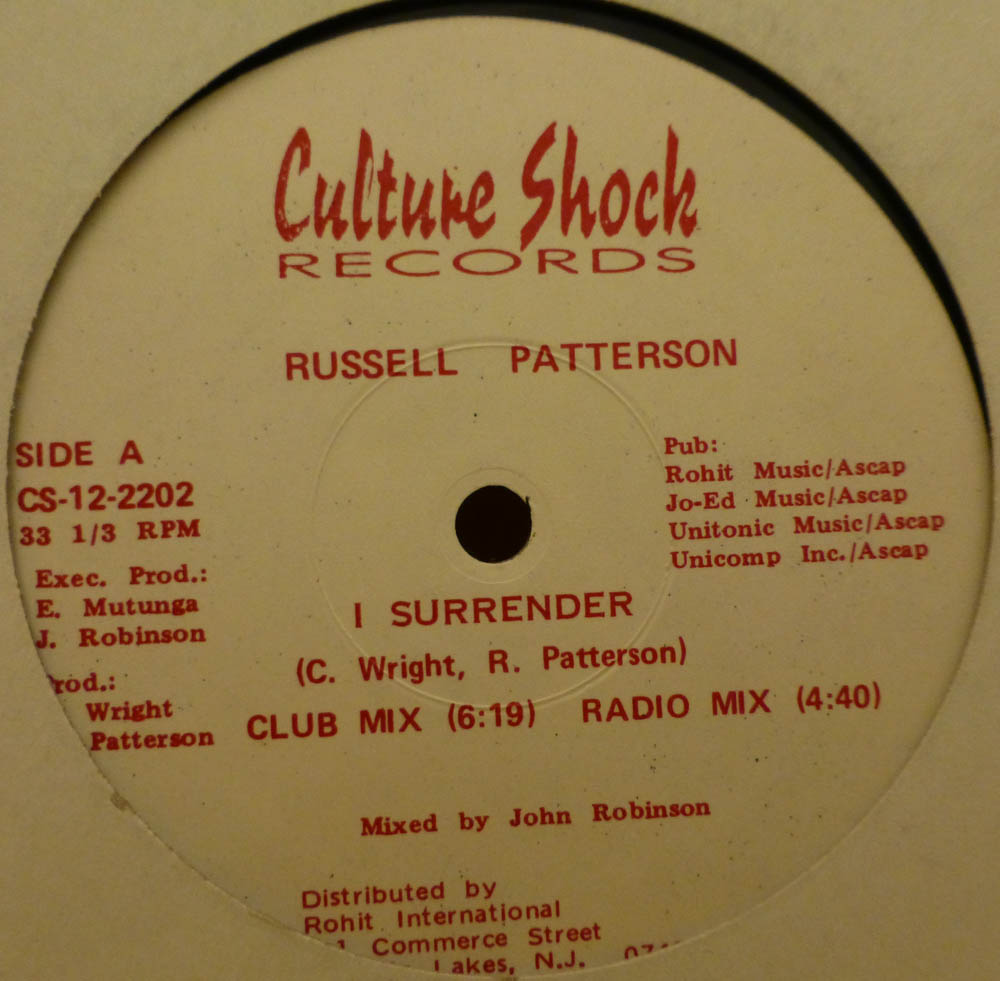 Culture Shock
RECORDS
RUSSELL PATTERSON
SIDE A
CS-12-2202
33 1/3 RPM
Exec. Prod.:
E. Mutunga
J. Robinson
rod.:
Wright
Patterson
Pub:
Rohit Music/Ascap
Jo-Ed Music/Ascap
Unitonic Music/Ascap
Unicomp Inc./Ascap
I SURRENDER
(C. Wright, R. Patterson)
CLUB MIX (6:19) RADIO MIX (4:40)
Mixed by John Robinson
Distributed by
Rohit International
Commerce Street
Lakes, N.J.